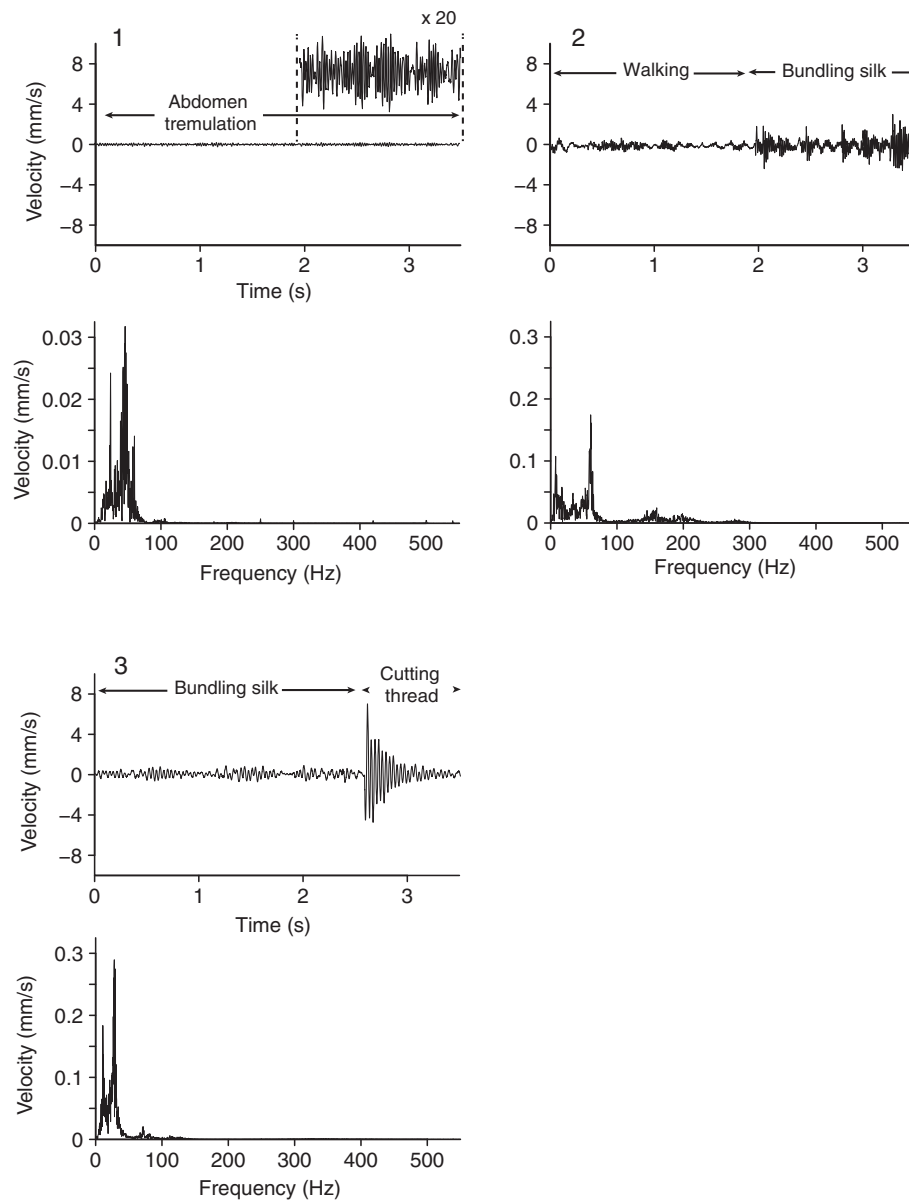 1
x 20
8
4
0
–4
–8
Velocity (mm/s)
Abdomen
tremulation
0 1 2 3
Time (s)
2
8
4
0
–4
–8
Walking
Bundling silk
0 1 2 3
0.03
0.02
0.01
0
Velocity (mm/s)
0 100 200 300 400 500
Frequency (Hz)
0.3
0.2
0.1
0
0 100 200 300 400 500
Frequency (Hz)
3
8
4
0
–4
–8
Velocity (mm/s)
Bundling silk
Cutting
thread
0 1 2 3
Time (s)
0.3
0.2
0.1
0
Velocity (mm/s)
0 100 200 300 400 500
Frequency (Hz)